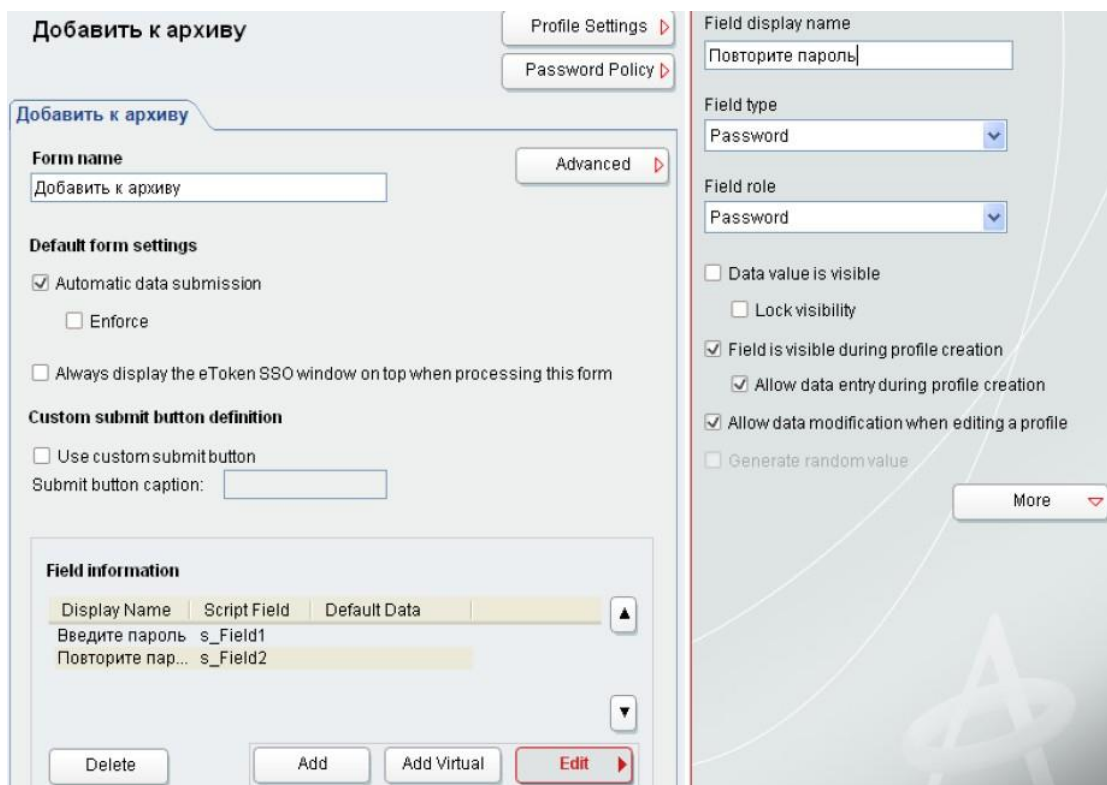 Добавить к архиву
Profile Settings
Password Policy
Добавить к архиву
Form name
Advanced
Добавить к архиву
Default form settings
Automatic data submission
Enforce
Always display the eToken SSO window on top when processing this form
Custom submit button definition
Use custom submit button
Submit button caption:
Field information
Display Name Script Field Default Data
Введите пароль s_Field1
Повторите пар... s_Field2
Delete Add Add Virtual Edit
Field display name
Повторите пароль
Field type
Password
Field role
Password
Data value is visible
Lock visibility
Field is visible during profile creation
Allow data entry during profile creation
Allow data modification when editing a profile
Generate random value
More